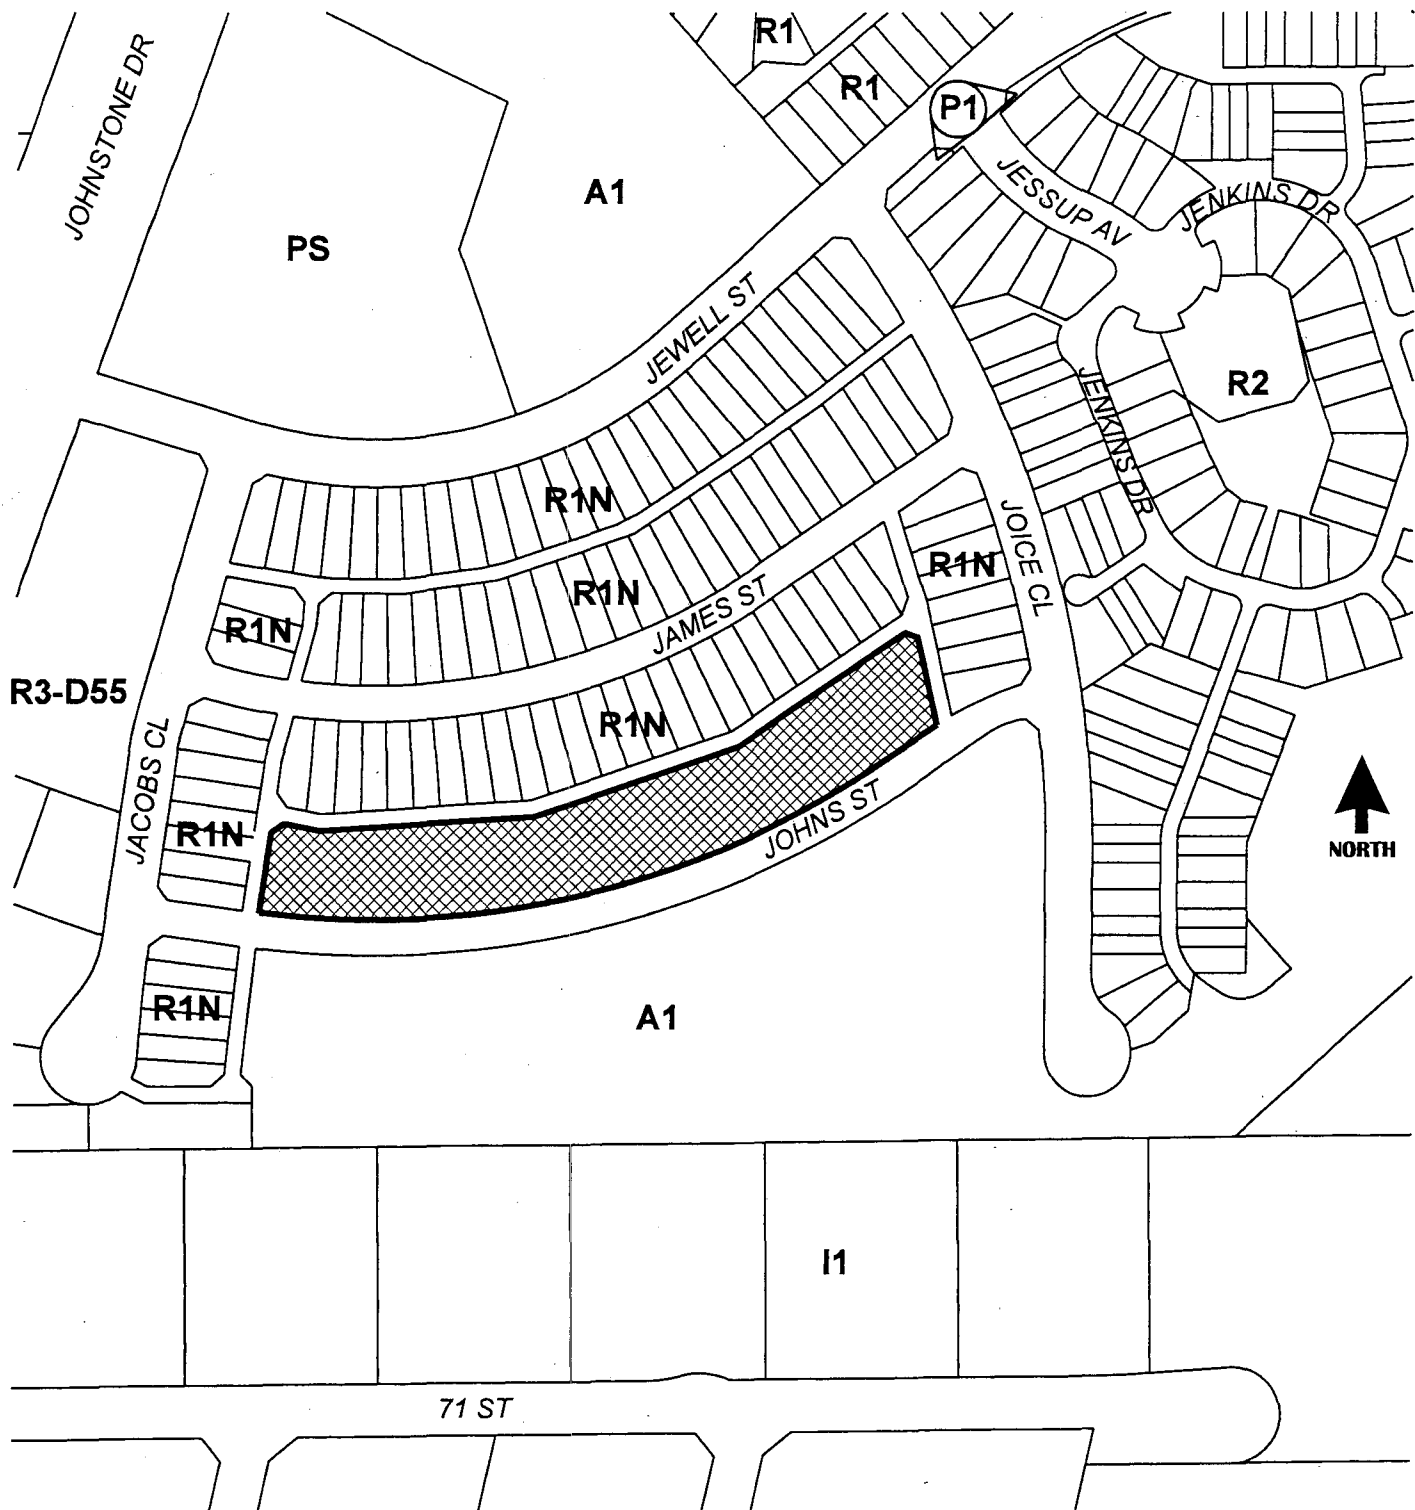 R1
JOHNSTONE DR
R1
P1
A1
JESSUP AV
JENKINS DR
PS
JEWELL ST
R2
JENKINS DR
R1N
JOICE CL
R1N
R1N
JAMES ST
R1N
R3-D55
R1N
JACOBS CL
JOHNS ST
R1N
NORTH
R1N
A1
I1
71 ST